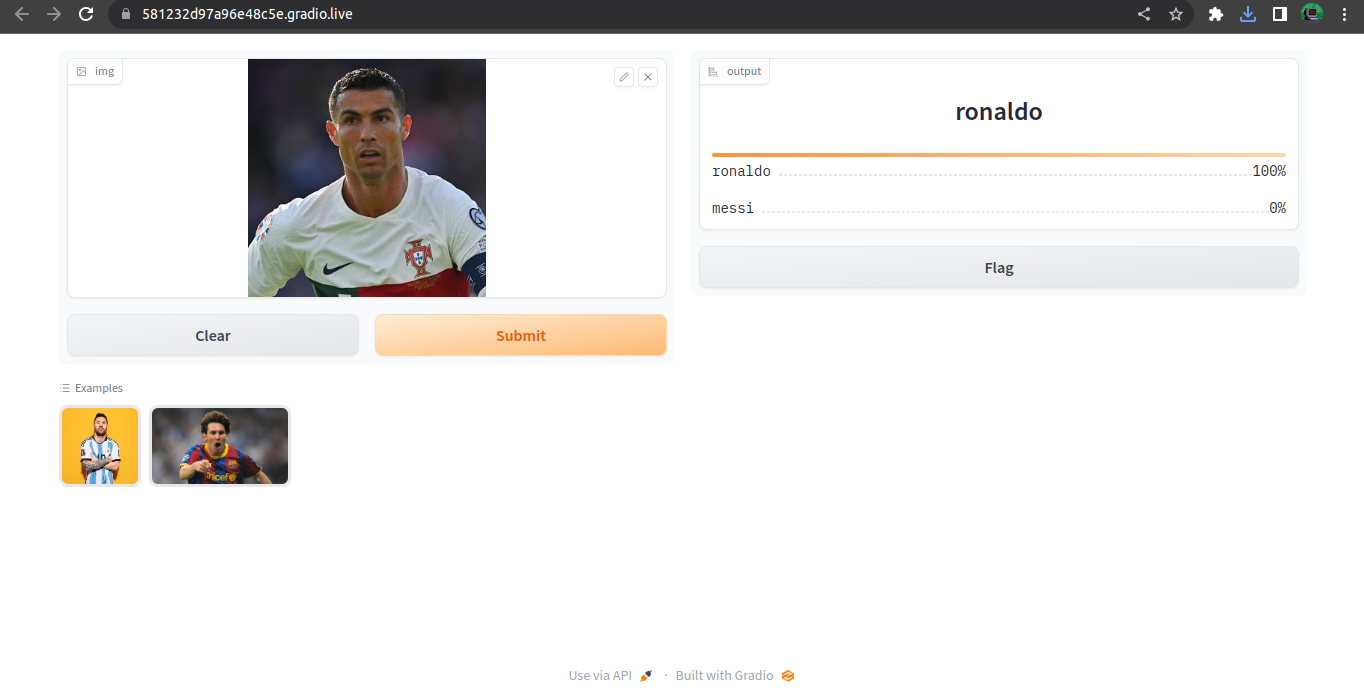 581232d97a96e48c5e.gradio.live
img
output
ronaldo
ronaldo 100%
messi 0%
Flag
Clear
Submit
Examples
unicef
Use via API · Built with Gradio